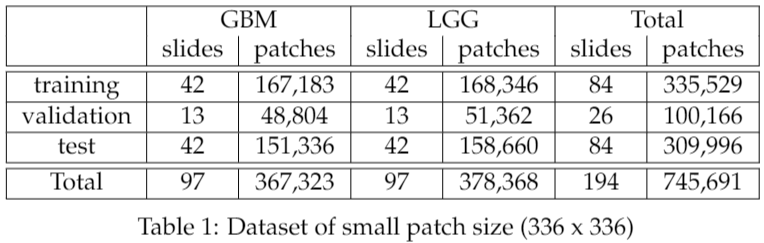 GBM LGG Total
slides patches slides patches slides patches
training 42 167,183 42 168,346 84 335,529
validation 13 48,804 13 51,362 26 100,166
test 42 151,336 42 158,660 84 309,996
Total 97 367,323 97 378,368 194 745,691
Table 1: Dataset of small patch size (336 x 336)